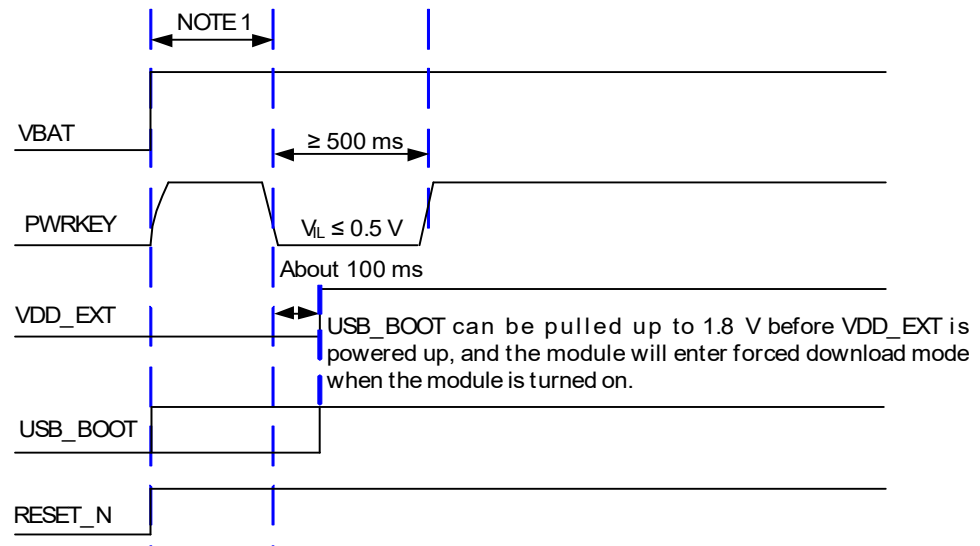 NOTE 1
VBAT
≥ 500 ms
PWRKEY
VIL ≤ 0.5 V
About 100 ms
VDD_EXT
USB_BOOT can be pulled up to 1.8 V before VDD_EXT is
powered up, and the module will enter forced download mode
when the module is turned on.
USB_BOOT
RESET_N